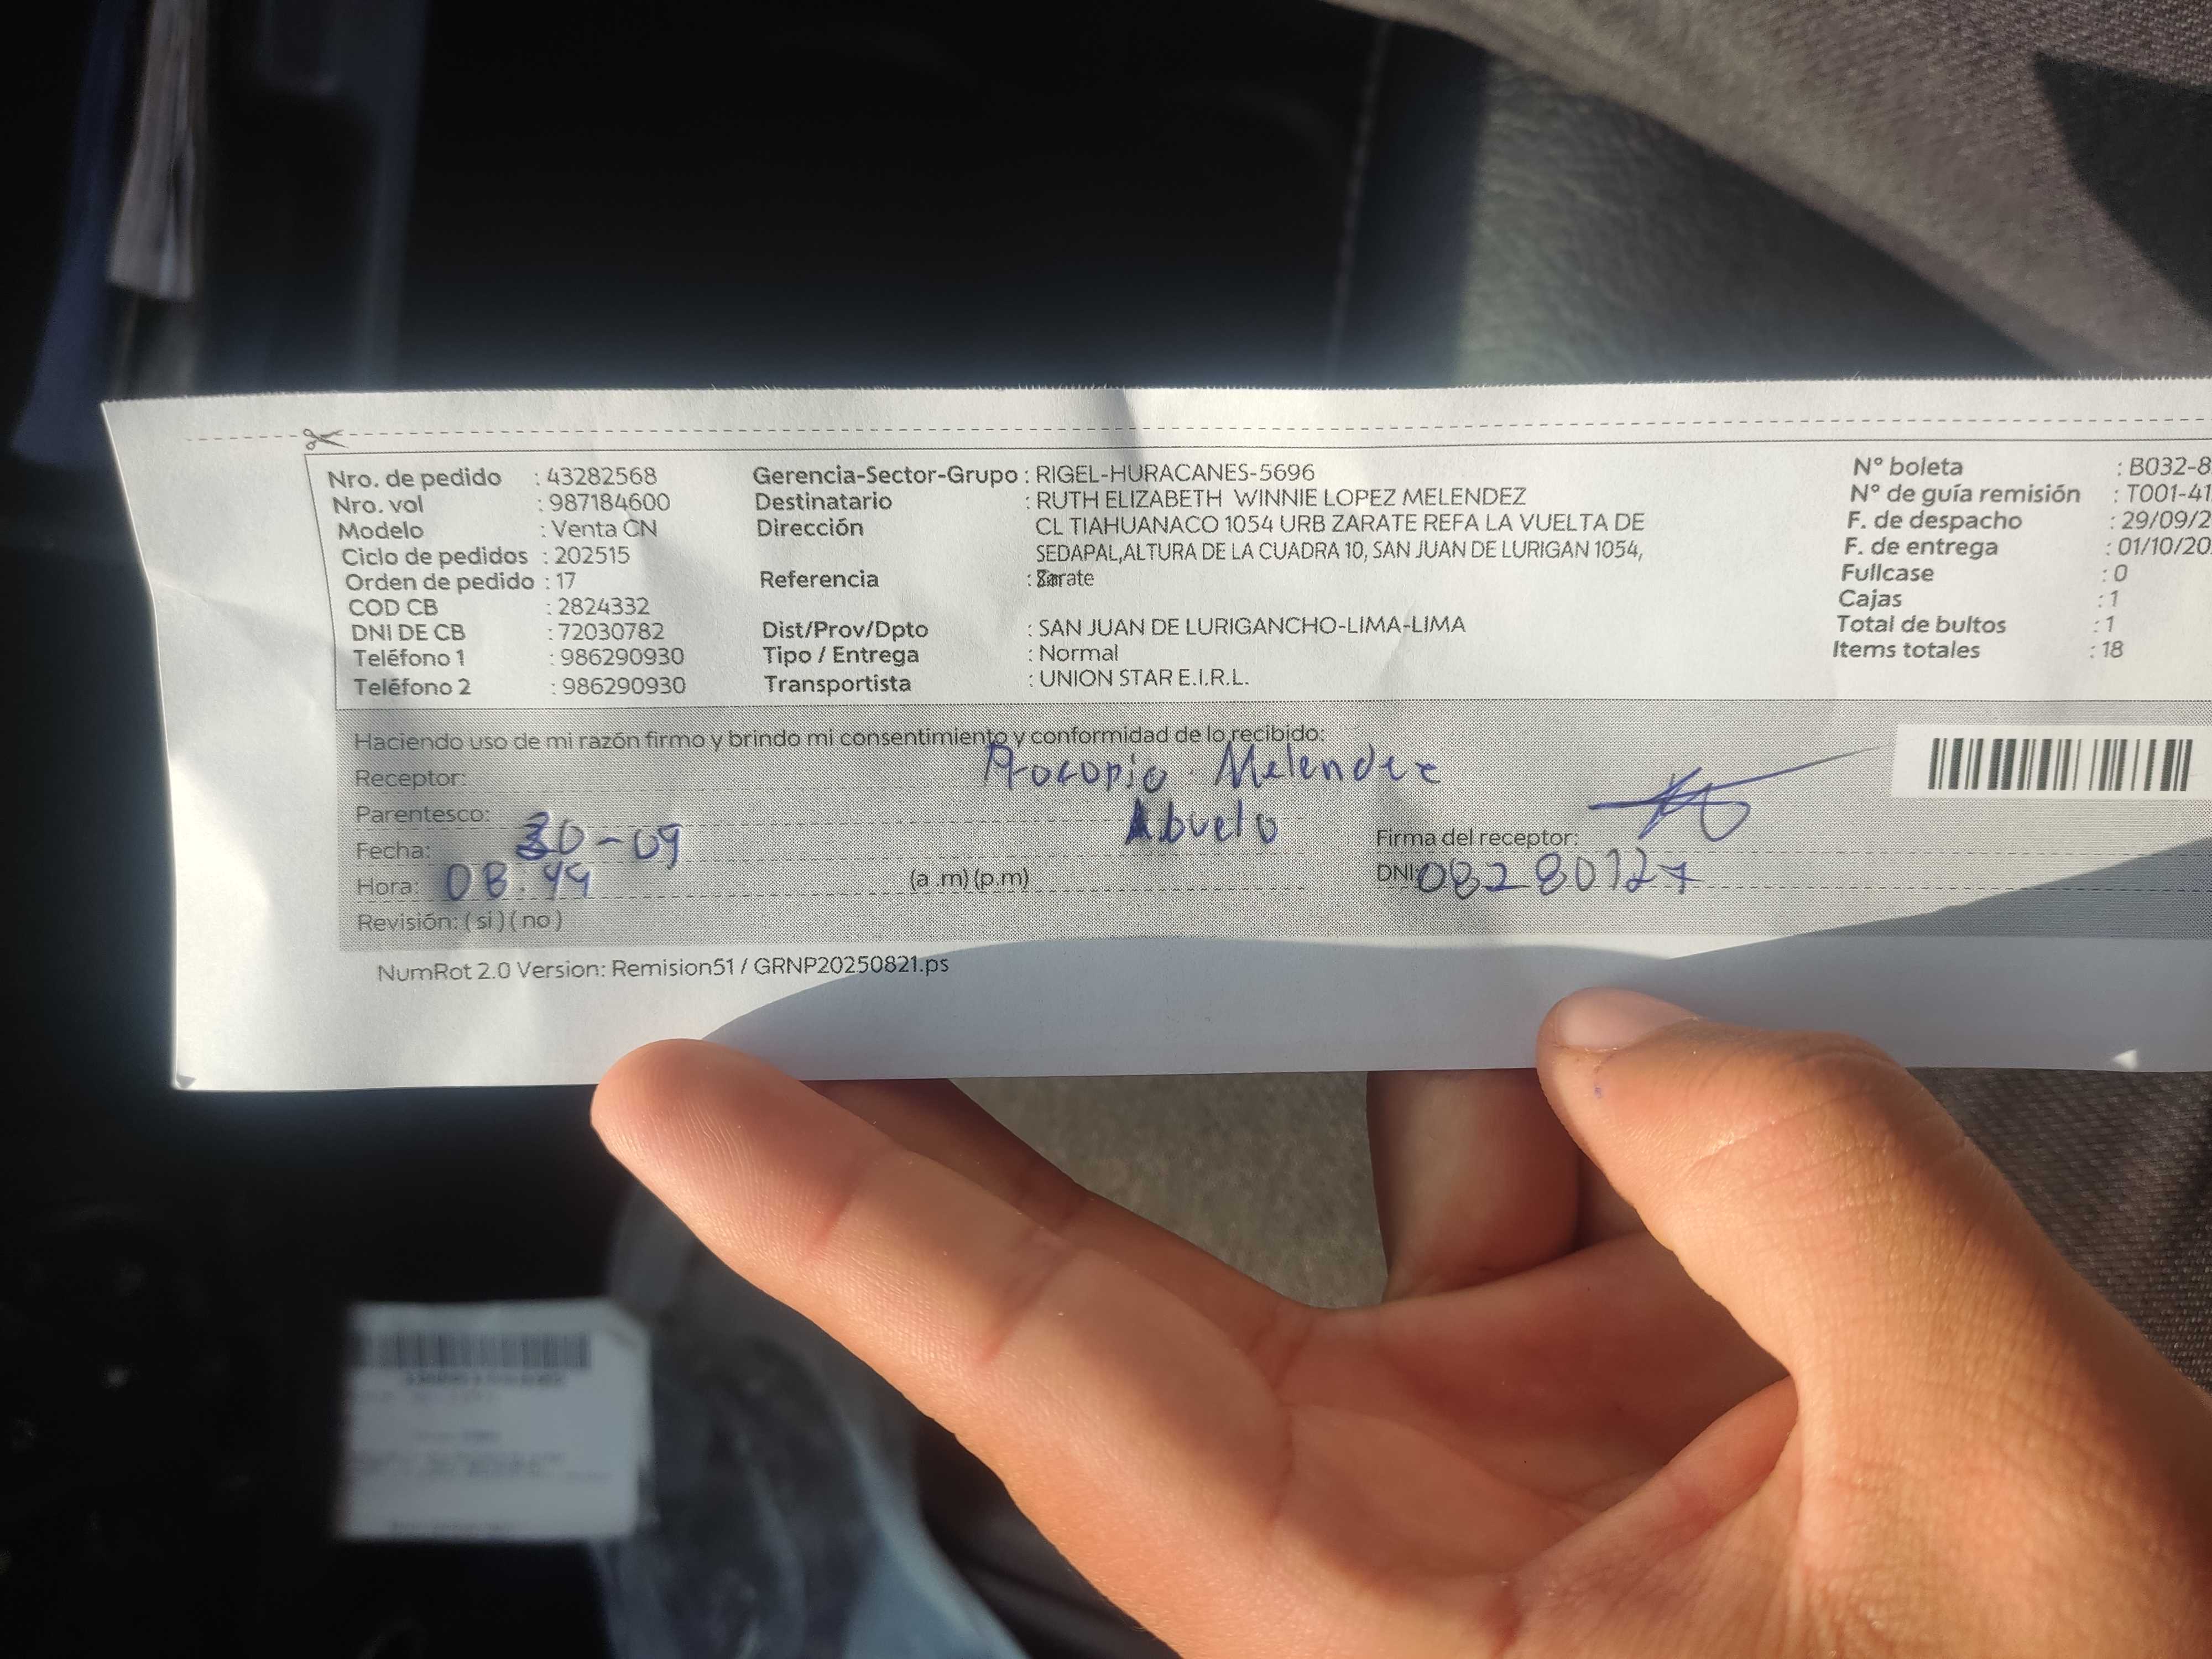 Nro. de pedido : 43282568
Nro. vol : 987184600
Modelo : Venta CN
Ciclo de pedidos : 202515
Orden de pedido : 17
COD CB : 2824332
DNI DE CB : 72030782
Teléfono 1 : 986290930
Teléfono 2 : 986290930
Gerencia-Sector-Grupo : RIGEL-HURACANES-5696
Destinatario : RUTH ELIZABETH WINNIE LOPEZ MELENDEZ
Dirección CL TIAHUANACO 1054 URB ZARATE REFA LA VUELTA DE
SEDAPAL,ALTURA DE LA CUADRA 10, SAN JUAN DE LURIGAN 1054,
Referencia : Zarate
Dist/Prov/Dpto : SAN JUAN DE LURIGANCHO-LIMA-LIMA
Tipo / Entrega : Normal
Transportista : UNION STAR E.I.R.L.
N° boleta : B032-8
N° de guía remisión : T001-41
F. de despacho : 29/09/2
F. de entrega : 01/10/20
Fullcase : 0
Cajas : 1
Total de bultos : 1
Items totales : 18
Haciendo uso de mi razón firmo y brindo mi consentimiento y conformidad de lo recibido:
Receptor: Procopio Melendez
Parentesco: Abuelo
Fecha: 30-09
Hora: 08:44 (a .m) (p.m)
Revisión: ( si ) ( no )
Firma del receptor:
DNI: 08280127
NumRot 2.0 Version: Remision51 / GRNP20250821.ps